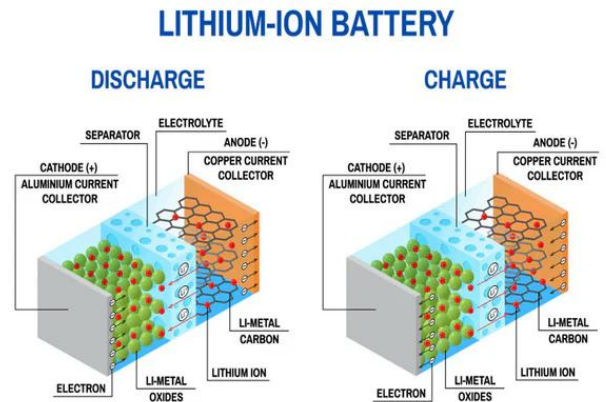 LITHIUM-ION BATTERY
DISCHARGE
ELECTROLYTE
SEPARATOR
ANODE (-)
COPPER CURRENT
COLLECTOR
CATHODE (+)
ALUMINIUM CURRENT
COLLECTOR
LI-METAL
CARBON
LITHIUM ION
LI-METAL
OXIDES
ELECTRON
CHARGE
ELECTROLYTE
SEPARATOR
ANODE (-)
COPPER CURRENT
COLLECTOR
CATHODE (+)
ALUMINIUM CURRENT
COLLECTOR
LI-METAL
CARBON
LITHIUM ION
LI-METAL
OXIDES
ELECTRON